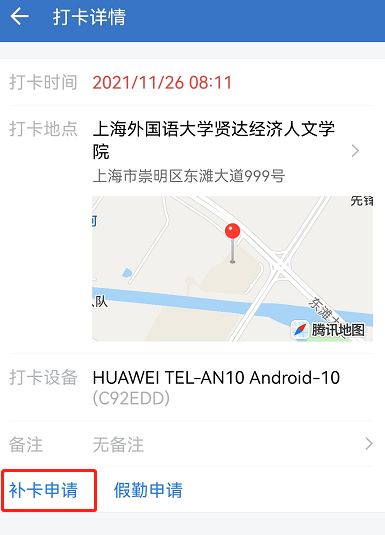 打卡详情
打卡时间 2021/11/26 08:11
打卡地点 上海外国语大学贤达经济人文学
院
上海市崇明区东滩大道999号
先锋
河
人队
东滩大
腾讯地图
打卡设备 HUAWEI TEL-AN10 Android-10
(C92EDD)
备注 无备注
补卡申请 假勤申请